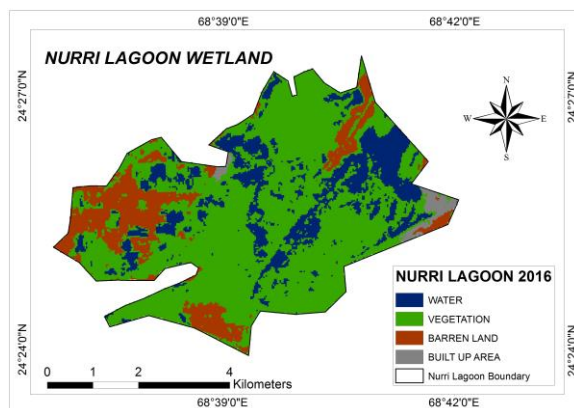 68°39'0"E
68°42'0"E
NURRI LAGOON WETLAND
24°27'0"N
24°27'0"N
N
W
E
S
NURRI LAGOON 2016
WATER
VEGETATION
BARREN LAND
BUILT UP AREA
Nurri Lagoon Boundary
24°24'0"N
24°24'0"N
0 1 2 4
Kilometers
68°39'0"E
68°42'0"E